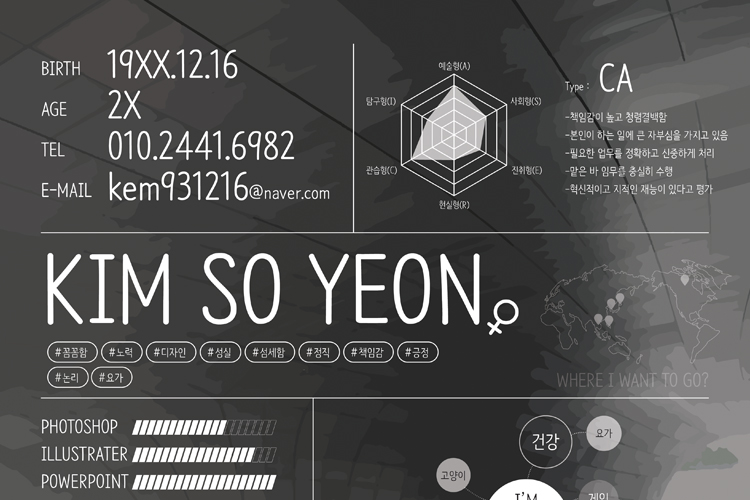 BIRTH 19XX.12.16
AGE 2X
TEL 010.2441.6982
E-MAIL kem931216@naver.com
예술형(A)
탐구형(I) 사회형(S)
관습형(C) 진취형(E)
현실형(R)
Type : CA
-책임감이 높고 청렴결백함
-본인이 하는 일에 큰 자부심을 가지고 있음
-필요한 업무를 정확하고 신중하게 처리
-맡은 바 임무를 충실히 수행
-혁신적이고 지적인 재능이 있다고 평가
KIM SO YEON
#꼼꼼함 #노력 #디자인 #성실 #섬세함 #정직 #책임감 #긍정
#논리 #요가
WHERE I WANT TO GO?
PHOTOSHOP
ILLUSTRATER
POWERPOINT
건강
요가
고양이
I'M
게임